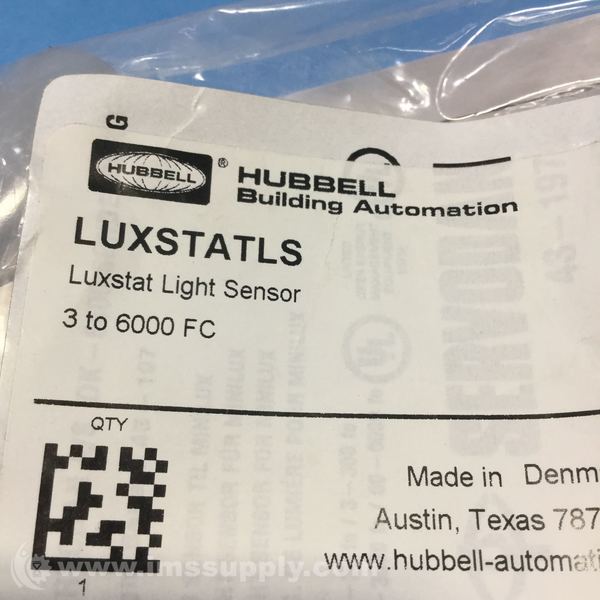 HUBBELL ® HUBBELL
Building Automation
LUXSTATLS
Luxstat Light Sensor
3 to 6000 FC
QTY
1
Made in Denm
Austin, Texas 787
www.hubbell-automati
www.imssupply.com